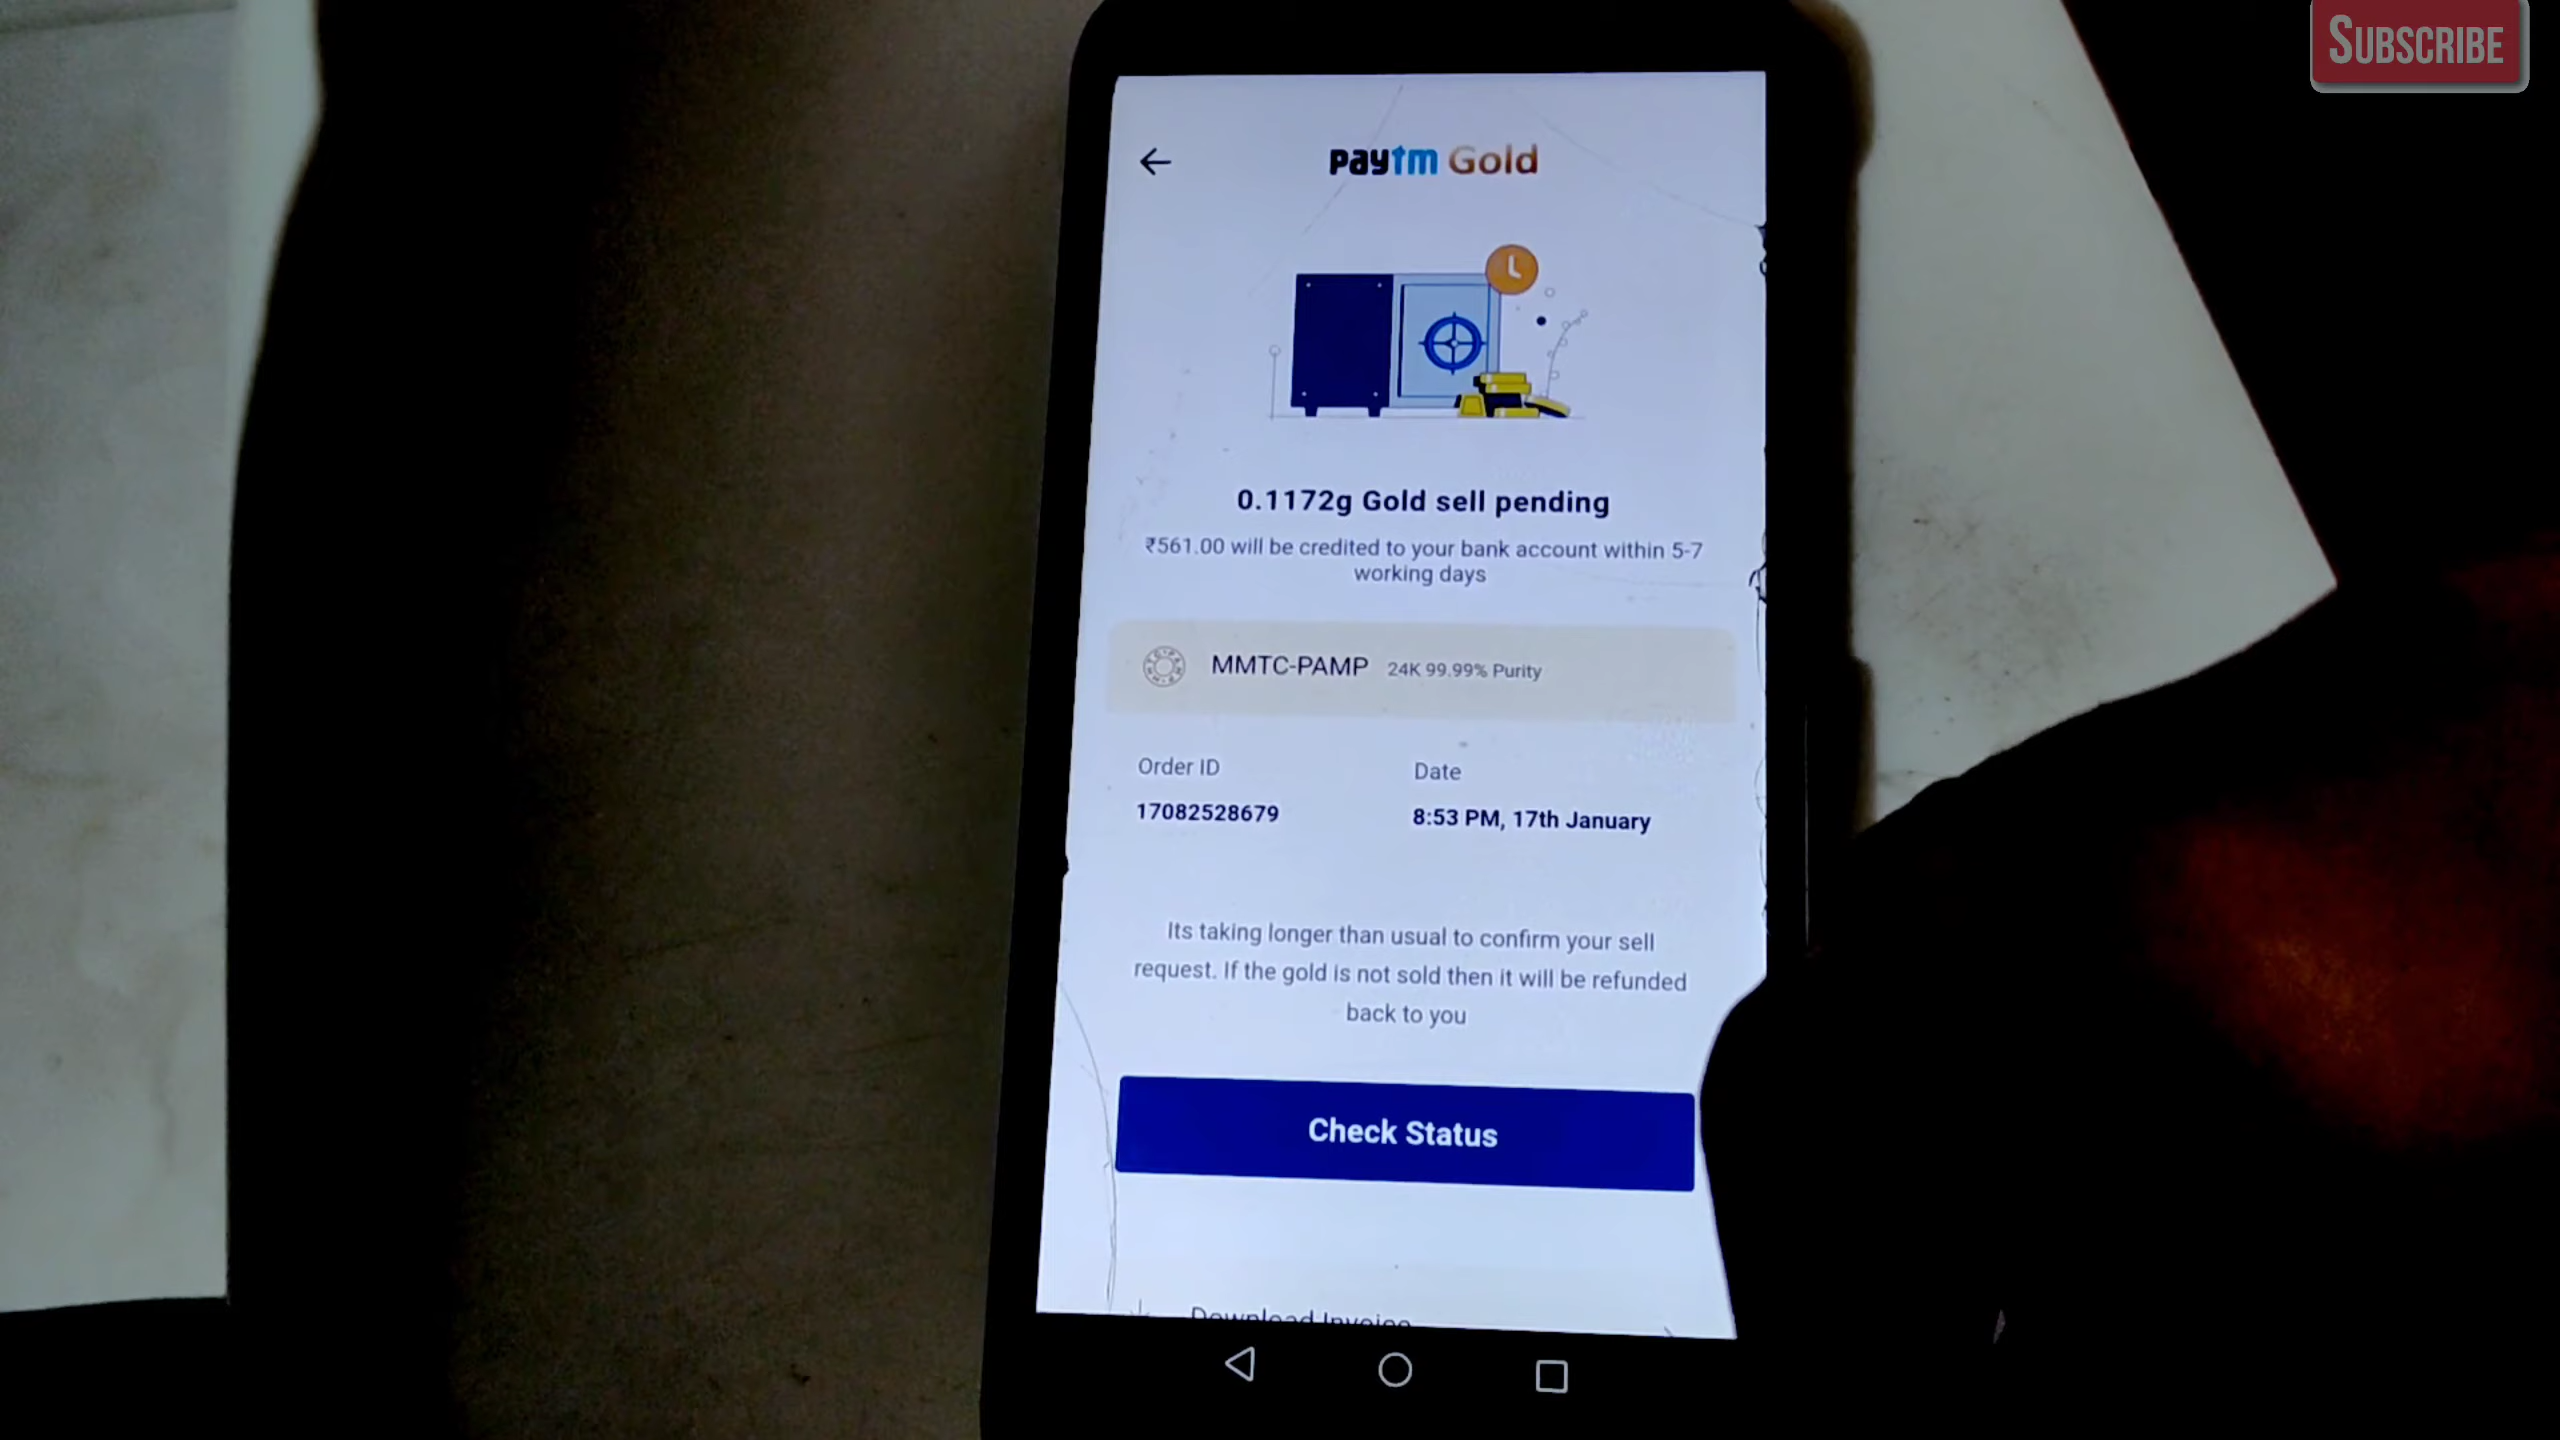 SUBSCRIBE
paytm Gold
0.1172g Gold sell pending
₹561.00 will be credited to your bank account within 5-7
working days
MMTC-PAMP 24K 99.99% Purity
Order ID
17082528679
Date
8:53 PM, 17th January
Its taking longer than usual to confirm your sell
request. If the gold is not sold then it will be refunded
back to you
Check Status
Download Invoice